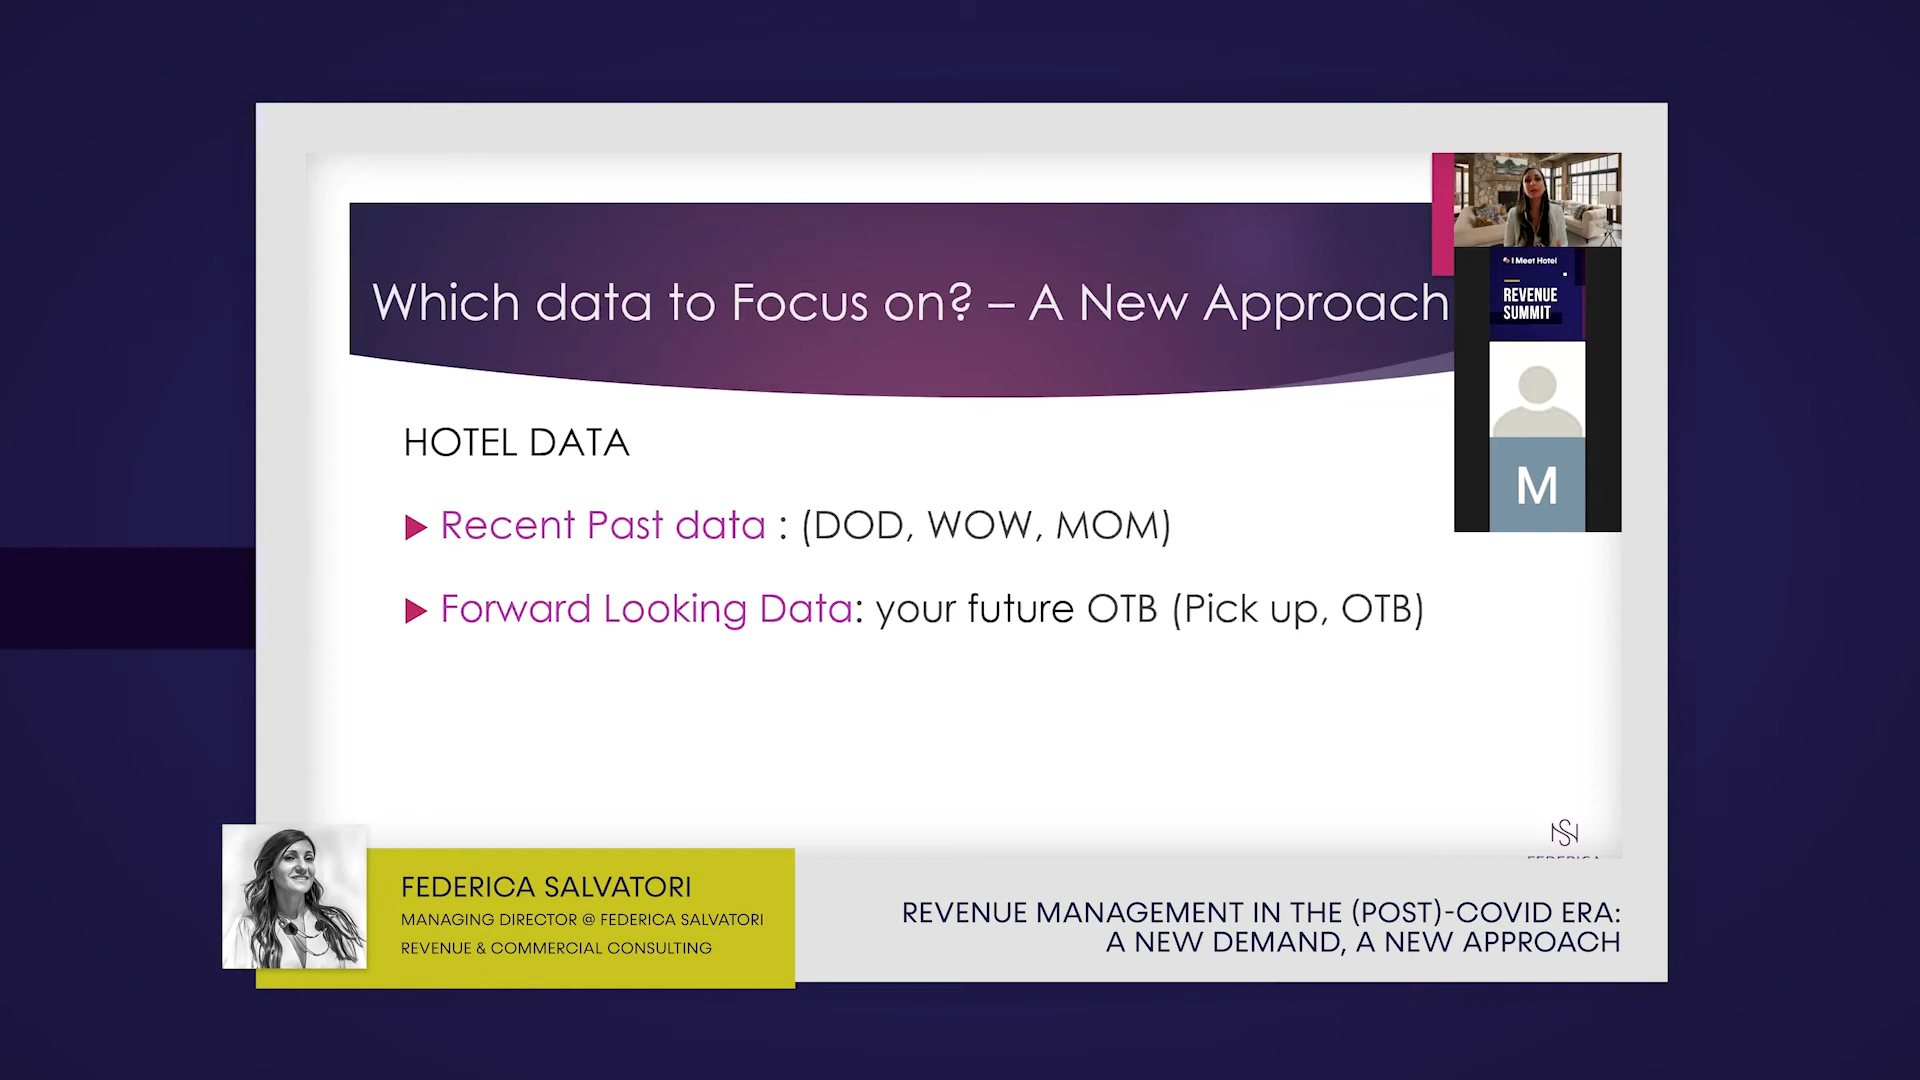 Which data to Focus on? – A New Approach
I Meet Hotel
REVENUE
SUMMIT
M
HOTEL DATA
Recent Past data : (DOD, WOW, MOM)
Forward Looking Data: your future OTB (Pick up, OTB)
FEDERICA SALVATORI
MANAGING DIRECTOR @ FEDERICA SALVATORI
REVENUE & COMMERCIAL CONSULTING
REVENUE MANAGEMENT IN THE (POST)-COVID ERA:
A NEW DEMAND, A NEW APPROACH